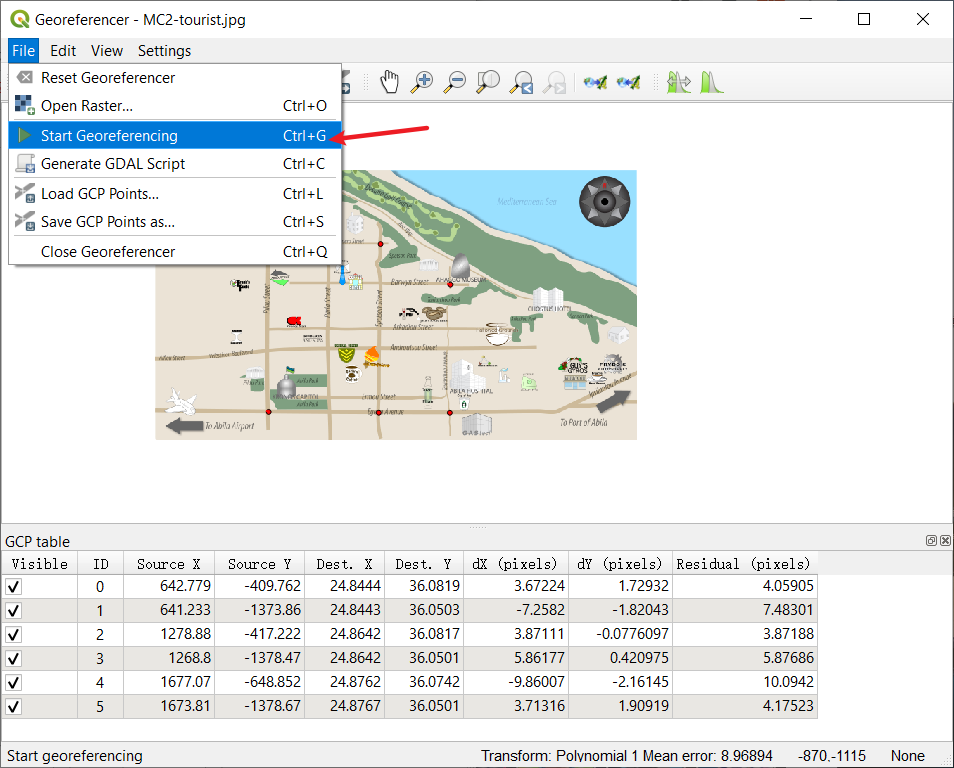 Georeferencer - MC2-tourist.jpg
File Edit View Settings
Reset Georeferencer
Open Raster... Ctrl+O
Start Georeferencing Ctrl+G
Generate GDAL Script Ctrl+C
Load GCP Points... Ctrl+L
Save GCP Points as... Ctrl+S
Close Georeferencer Ctrl+Q
Mediterranean Sea
To Abila Airport
To Port of Abila
GCP table
Visible ID Source X Source Y Dest. X Dest. Y dX (pixels) dY (pixels) Residual (pixels)
0 642.779 -409.762 24.8444 36.0819 3.67224 1.72932 4.05905
1 641.233 -1373.86 24.8443 36.0503 -7.2582 -1.82043 7.48301
2 1278.88 -417.222 24.8642 36.0817 3.87111 -0.0776097 3.87188
3 1268.8 -1378.47 24.8642 36.0501 5.86177 0.420975 5.87686
4 1677.07 -648.852 24.8762 36.0742 -9.86007 -2.16145 10.0942
5 1673.81 -1378.67 24.8767 36.0501 3.71316 1.90919 4.17523
Start georeferencing Transform: Polynomial 1 Mean error: 8.96894 -870,-1115 None